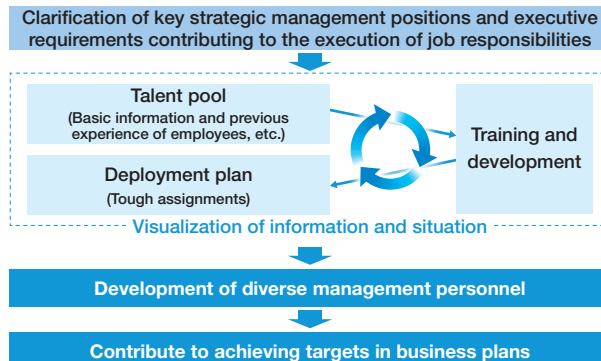 Clarification of key strategic management positions and executive
requirements contributing to the execution of job responsibilities
Talent pool
(Basic information and previous
experience of employees, etc.)
Training and
development
Deployment plan
(Tough assignments)
Visualization of information and situation
Development of diverse management personnel
Contribute to achieving targets in business plans